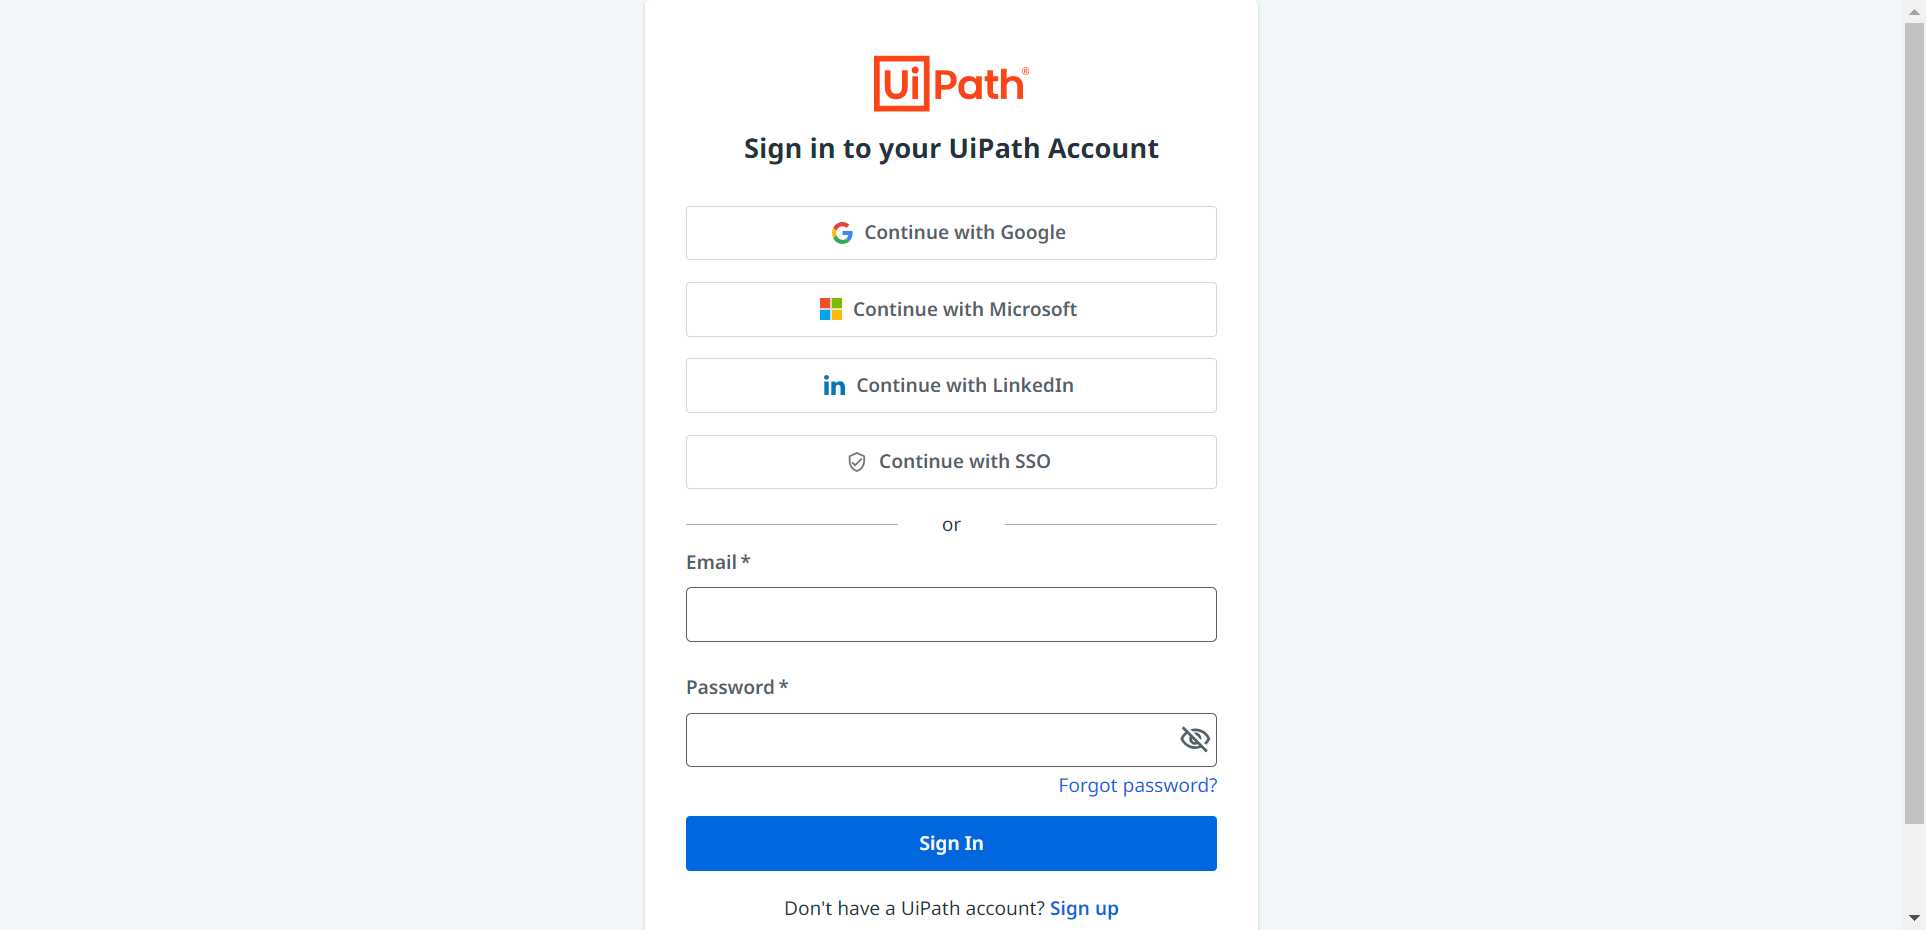 UiPath®
Sign in to your UiPath Account
Continue with Google
Continue with Microsoft
in Continue with LinkedIn
Continue with SSO
or
Email *
Password *
Forgot password?
Sign In
Don't have a UiPath account? Sign up